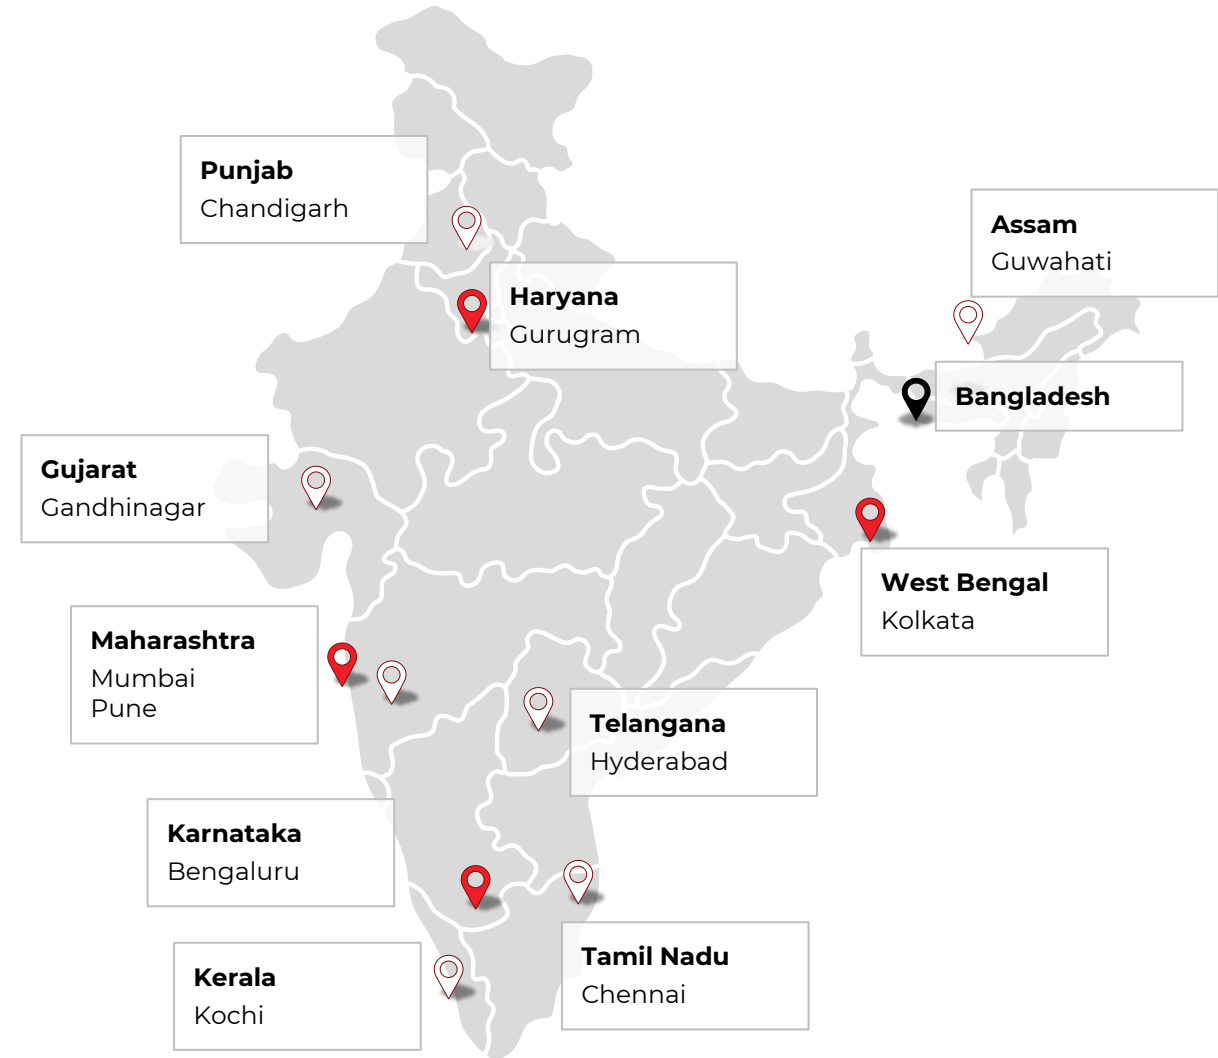 Punjab
Chandigarh
Assam
Guwahati
Haryana
Gurugram
Bangladesh
Gujarat
Gandhinagar
West Bengal
Kolkata
Maharashtra
Mumbai
Pune
Telangana
Hyderabad
Karnataka
Bengaluru
Tamil Nadu
Chennai
Kerala
Kochi